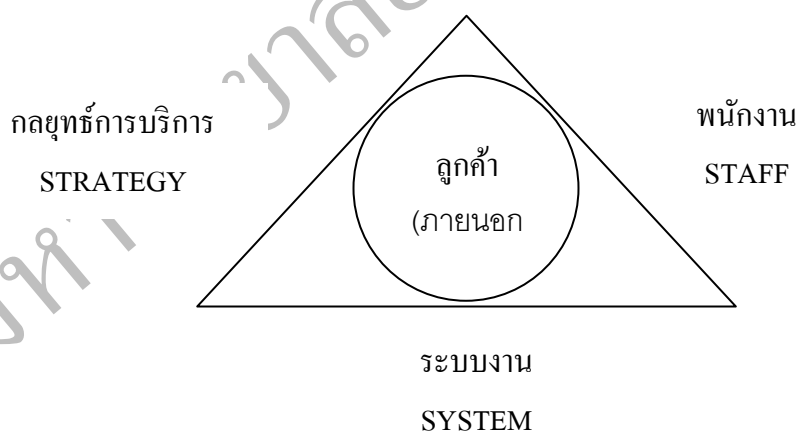 กลยุทธ์การบริการ
STRATEGY
พนักงาน
STAFF
ลูกค้า
(ภายนอก
ระบบงาน
SYSTEM